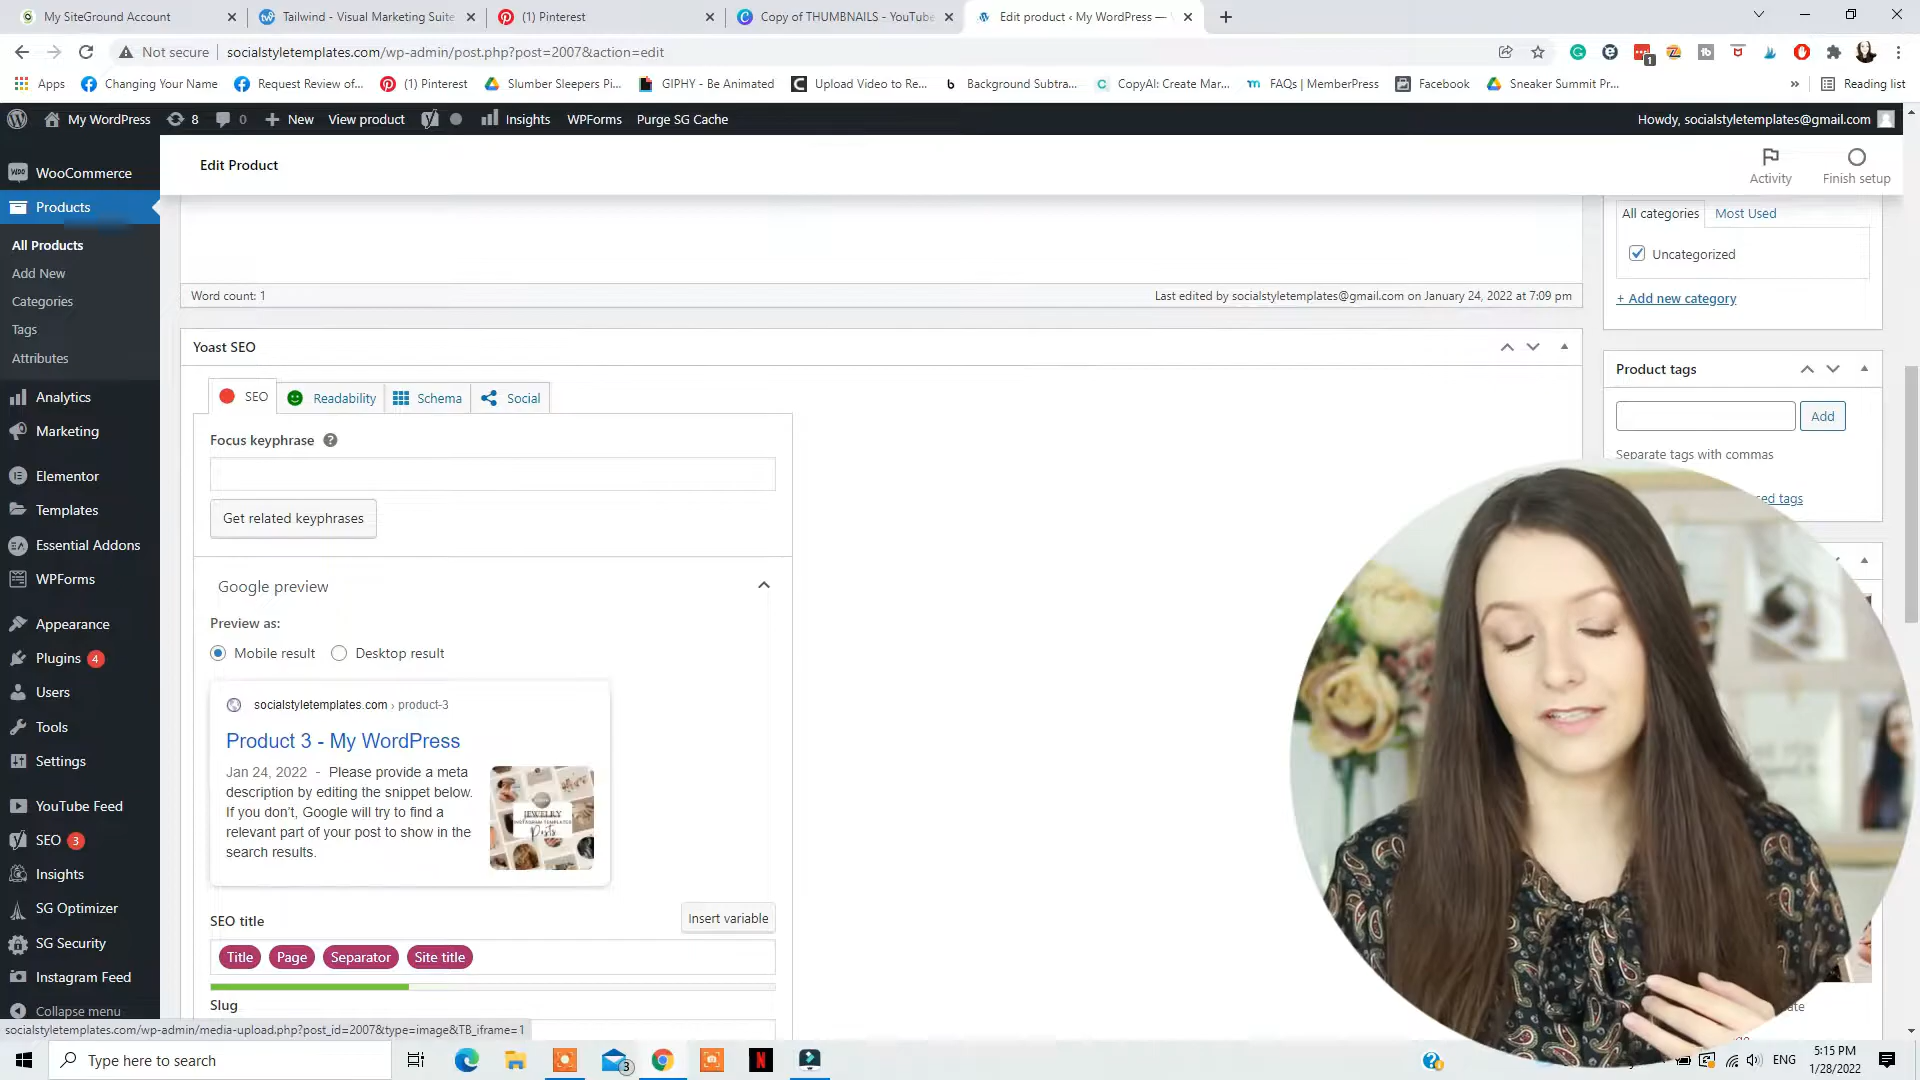 My SiteGround Account
Tailwind - Visual Marketing Suite
(1) Pinterest
Copy of THUMBNAILS - YouTube
Edit product ‹ My WordPress —
Not secure
socialstyletemplates.com/wp-admin/post.php?post=2007&action=edit
1
Apps
Changing Your Name
Request Review of...
(1) Pinterest
Slumber Sleepers Pi...
GIPHY - Be Animated
Upload Video to Re...
Background Subtra...
CopyAI: Create Mar...
FAQs | MemberPress
Facebook
Sneaker Summit Pr...
Reading list
My WordPress
8
0
New
View product
Insights
WPForms
Purge SG Cache
Howdy, socialstyletemplates@gmail.com
WooCommerce
Products
All Products
Add New
Categories
Tags
Attributes
Analytics
Marketing
Elementor
Templates
Essential Addons
WPForms
Appearance
Plugins 4
Users
Tools
Settings
YouTube Feed
SEO 3
Insights
SG Optimizer
SG Security
Instagram Feed
Collapse menu
Edit Product
Activity
Finish setup
Word count: 1
Last edited by socialstyletemplates@gmail.com on January 24, 2022 at 7:09 pm
Yoast SEO
SEO
Readability
Schema
Social
Focus keyphrase
Get related keyphrases
Google preview
Preview as:
Mobile result
Desktop result
socialstyletemplates.com › product-3
Product 3 - My WordPress
Jan 24, 2022 - Please provide a meta
description by editing the snippet below.
If you don't, Google will try to find a
relevant part of your post to show in the
search results.
JEWELRY
INSTAGRAM TEMPLATES
Posts
SEO title
Insert variable
Title
Page
Separator
Site title
Slug
All categories
Most Used
Uncategorized
+ Add new category
Product tags
Add
Separate tags with commas
tags
socialstyletemplates.com/wp-admin/media-upload.php?post_id=2007&type=image&TB_iframe=1
Type here to search
3
ENG
5:15 PM
1/28/2022